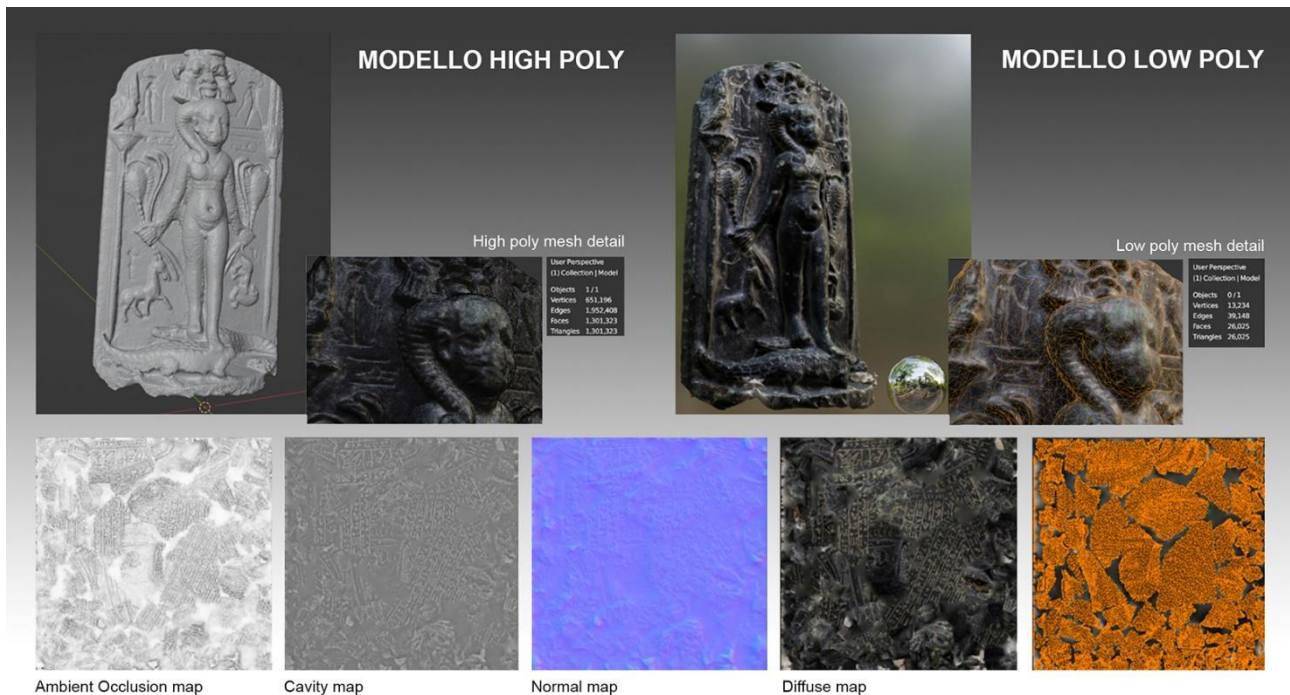 MODELLO HIGH POLY
High poly mesh detail
User Perspective
(1) Collection | Model
Objects 1 / 1
Vertices 651,196
Edges 1,952,408
Faces 1,301,323
Triangles 1,301,323
MODELLO LOW POLY
Low poly mesh detail
User Perspective
(1) Collection | Model
Objects 0 / 1
Vertices 13,234
Edges 39,148
Faces 26,025
Triangles 26,025
Ambient Occlusion map
Cavity map
Normal map
Diffuse map